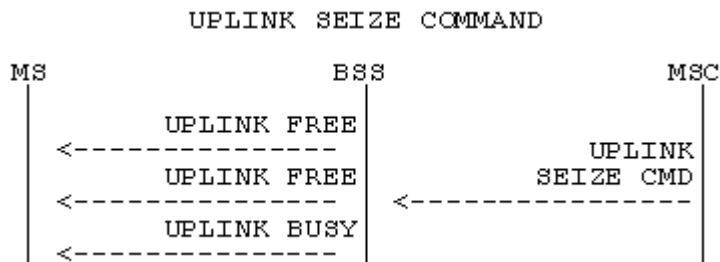 UPLINK SEIZE COMMAND
MS BSS MSC
UPLINK FREE
UPLINK
UPLINK FREE SEIZE CMD
UPLINK BUSY